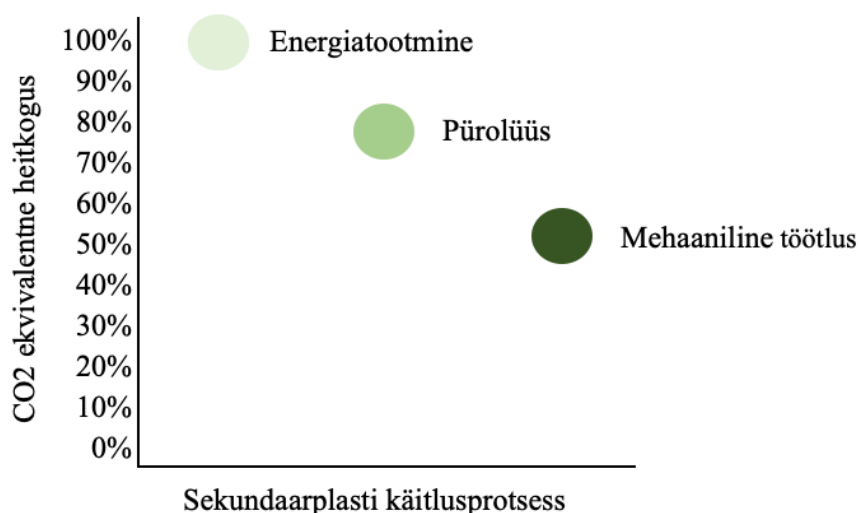 CO2 ekvivalentne heitkogus
100%
90%
80%
70%
60%
50%
40%
30%
20%
10%
0%
Energiatootmine
Pürolüüs
Mehaaniline töötlus
Sekundaarplasti käitlusprotsess